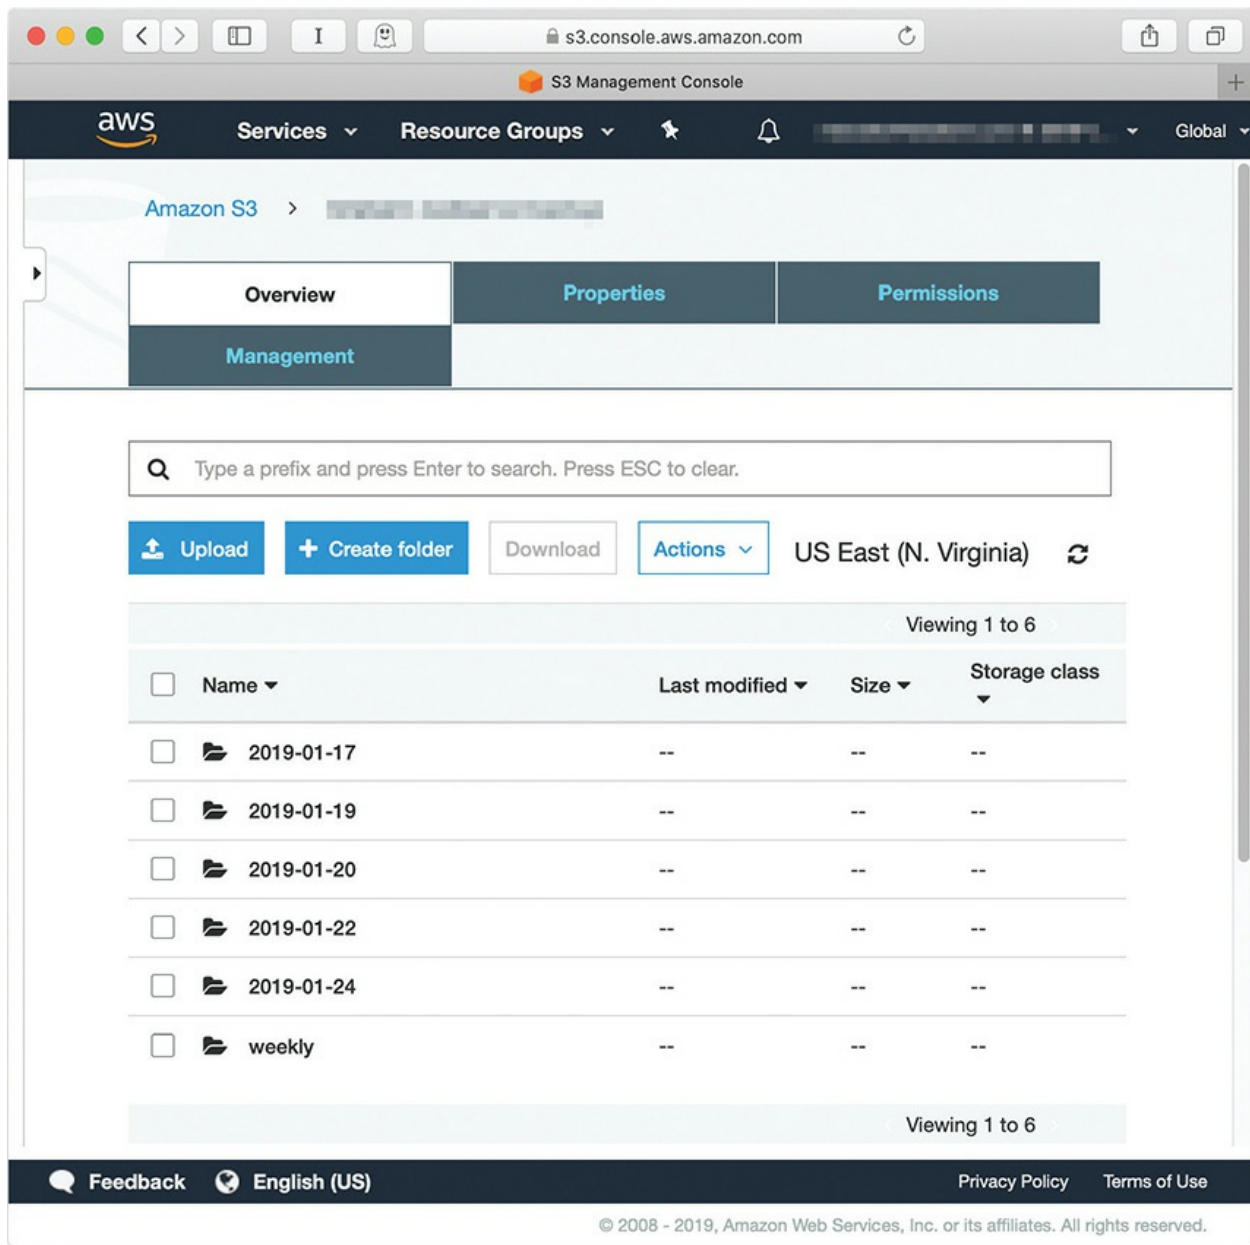 s3.console.aws.amazon.com
S3 Management Console
aws Services Resource Groups Global
Amazon S3 >
Overview Properties Permissions
Management
Type a prefix and press Enter to search. Press ESC to clear.
Upload + Create folder Download Actions US East (N. Virginia)
Viewing 1 to 6
Name Last modified Size Storage class
2019-01-17 -- -- --
2019-01-19 -- -- --
2019-01-20 -- -- --
2019-01-22 -- -- --
2019-01-24 -- -- --
weekly -- -- --
Viewing 1 to 6
Feedback English (US) Privacy Policy Terms of Use
© 2008 - 2019, Amazon Web Services, Inc. or its affiliates. All rights reserved.